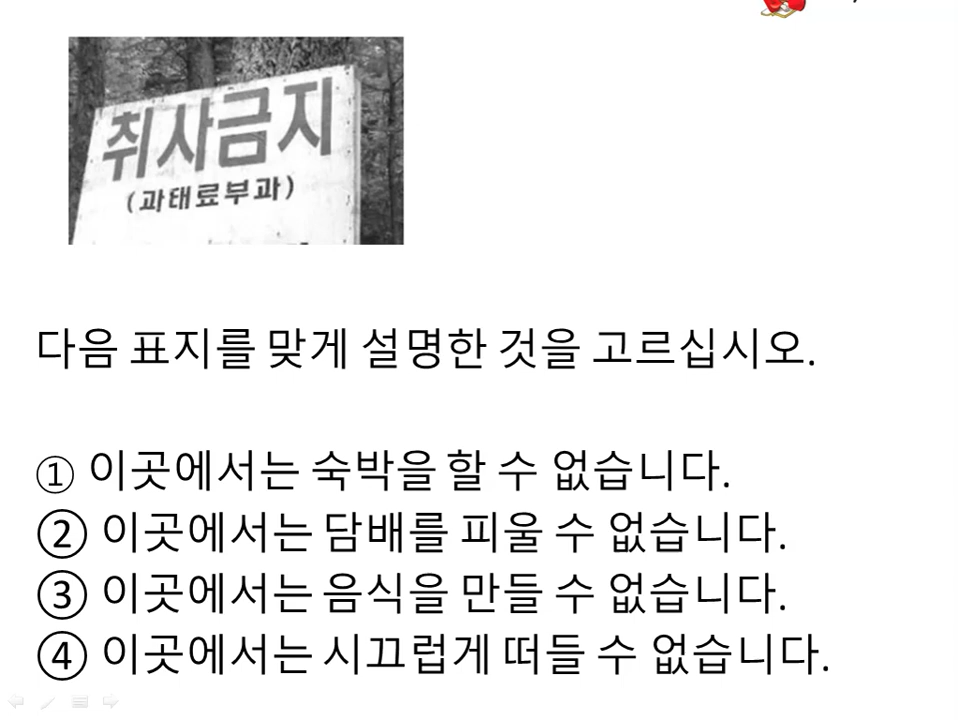 취사금지
(과태료부과)
다음 표지를 맞게 설명한 것을 고르십시오.
① 이곳에서는 숙박을 할 수 없습니다.
② 이곳에서는 담배를 피울 수 없습니다.
③ 이곳에서는 음식을 만들 수 없습니다.
④ 이곳에서는 시끄럽게 떠들 수 없습니다.